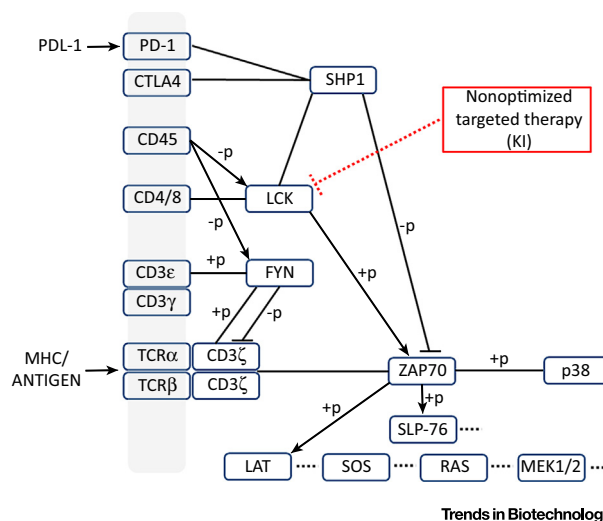 PDL-1
PD-1
CTLA4
SHP1
Nonoptimized
targeted therapy
(KI)
CD45
-p
CD4/8
LCK
-p
-p
CD3ε
+p
FYN
+p
CD3γ
+p
-p
MHC/
ANTIGEN
TCRα
CD3ζ
TCRβ
CD3ζ
ZAP70
+p
p38
+p
+p
SLP-76
LAT
SOS
RAS
MEK1/2
Trends in Biotechnolog